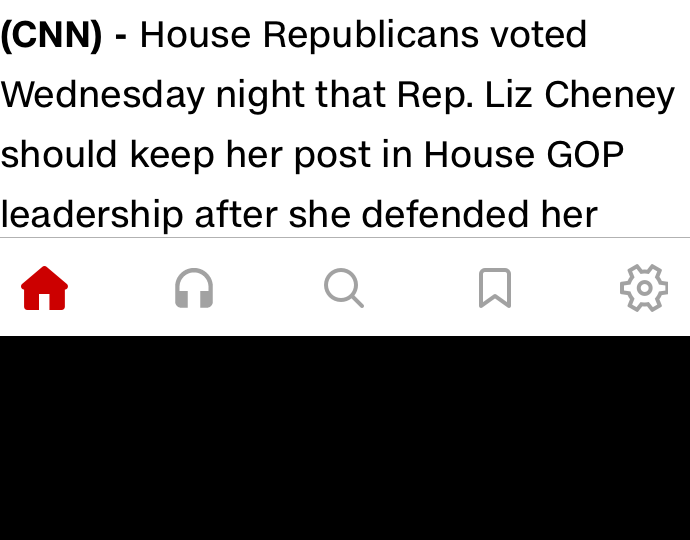 (CNN) - House Republicans voted
Wednesday night that Rep. Liz Cheney
should keep her post in House GOP
leadership after she defended her